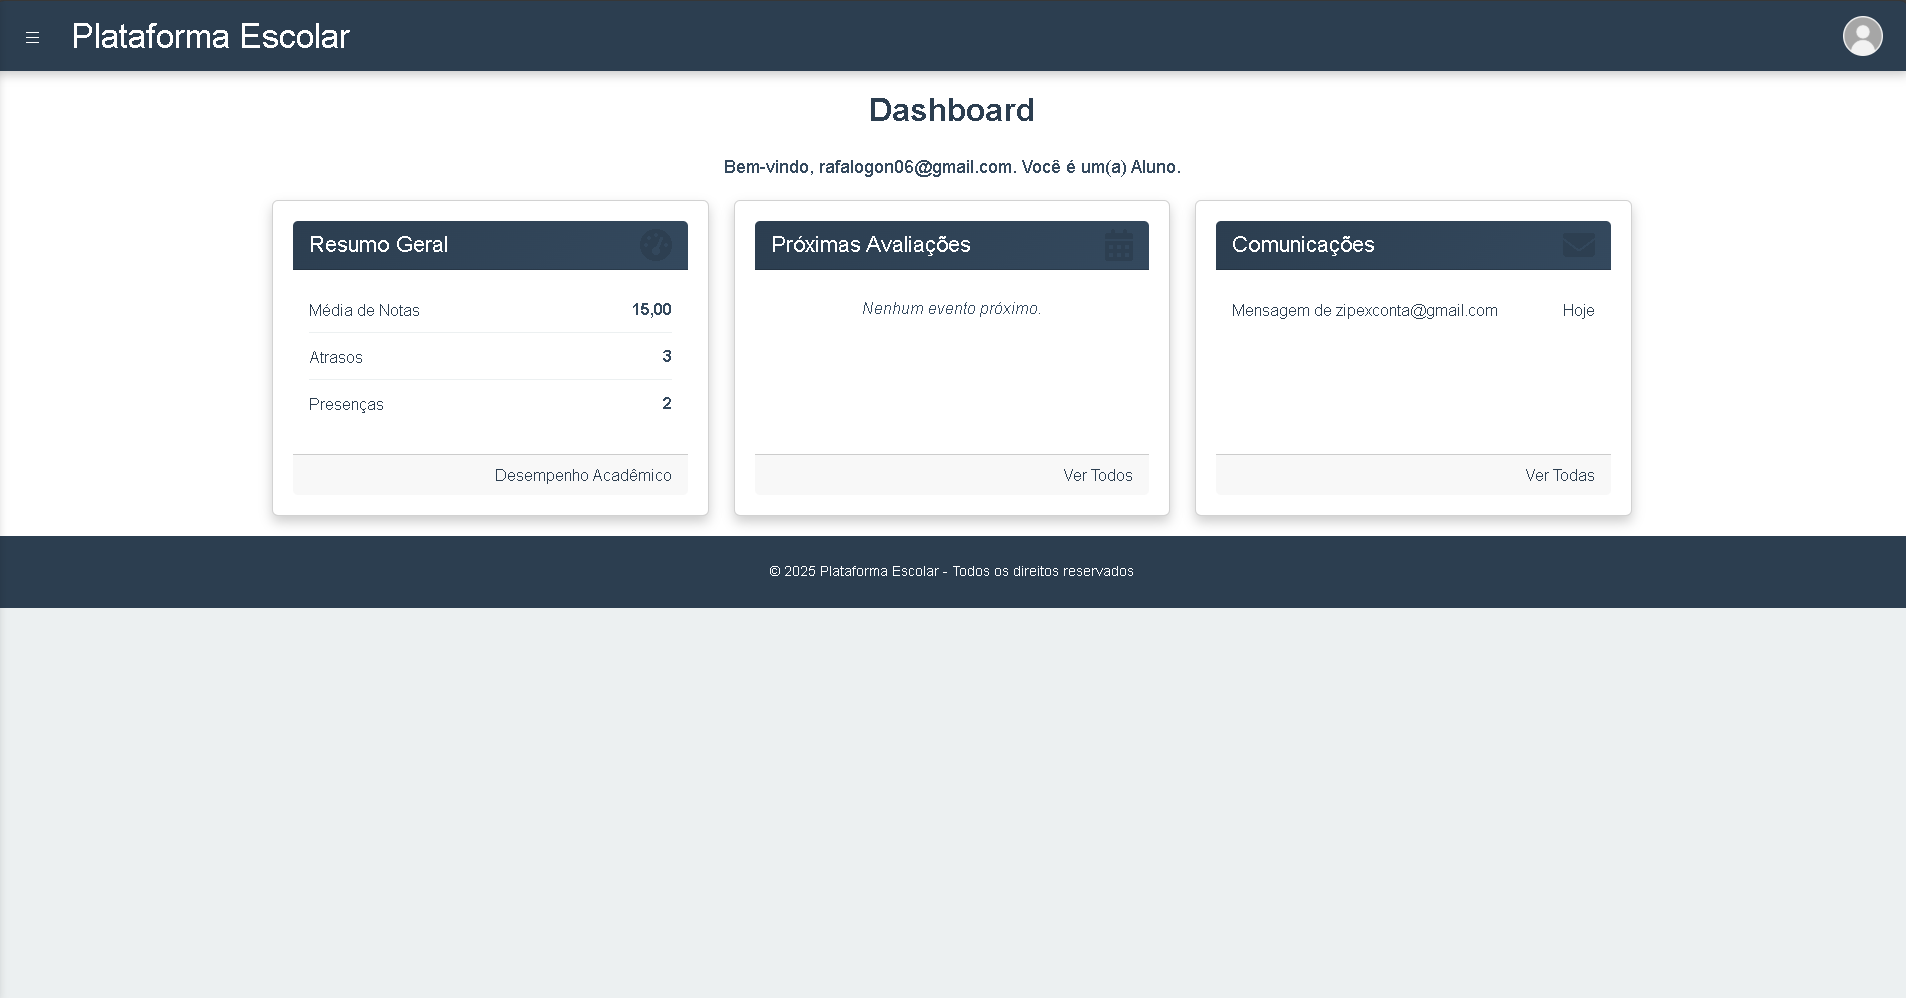 Plataforma Escolar
Dashboard
Bem-vindo, rafalogon06@gmail.com. Você é um(a) Aluno.
Resumo Geral
Média de Notas 15,00
Atrasos 3
Presenças 2
Desempenho Acadêmico
Próximas Avaliações
Nenhum evento próximo.
Ver Todos
Comunicações
Mensagem de zipexconta@gmail.com Hoje
Ver Todas
© 2025 Plataforma Escolar - Todos os direitos reservados